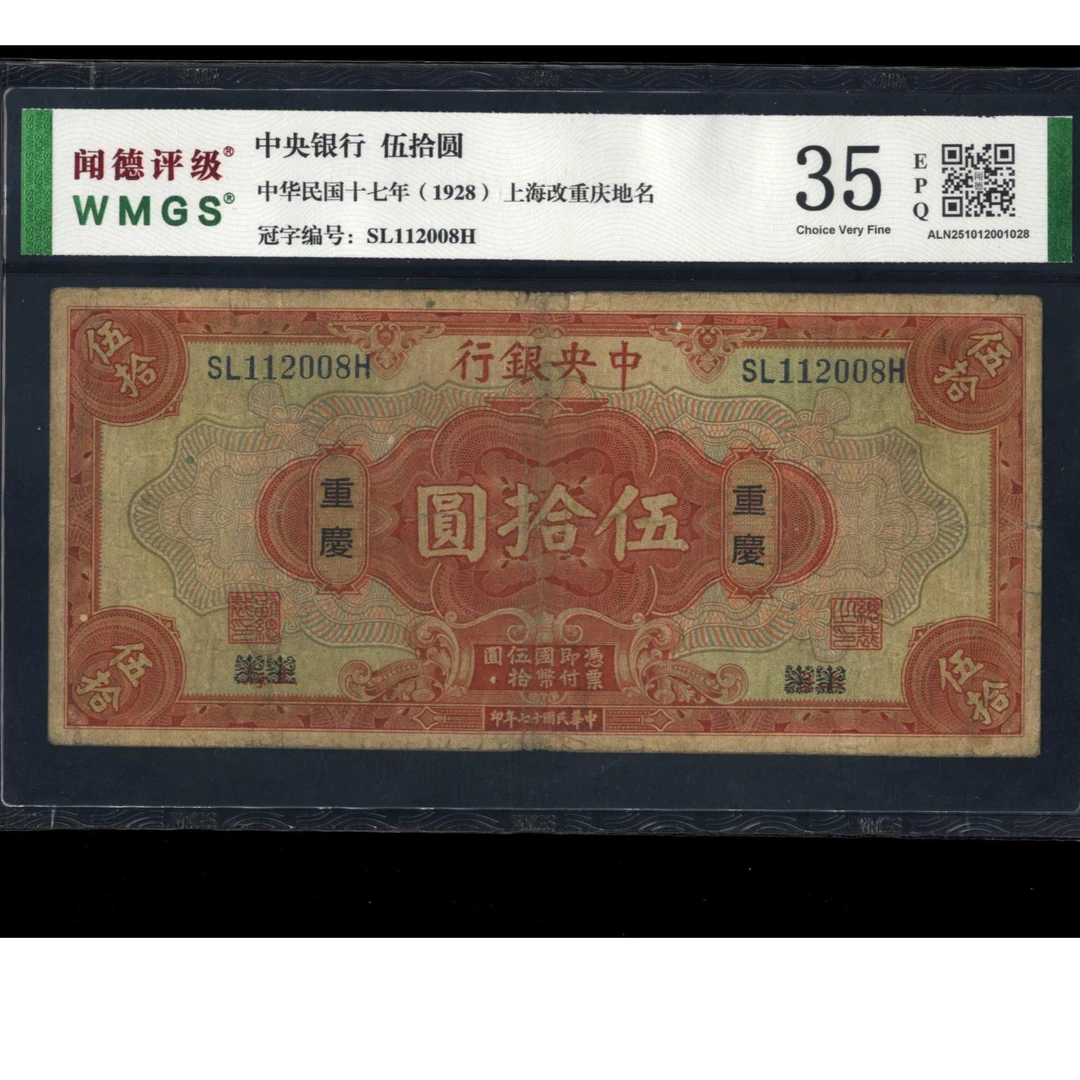 闻德评级®
WMGS®
中央银行 伍拾圆
中华民国十七年（1928）上海改重庆地名
冠字编号：SL112008H
35
Choice Very Fine
EPQ
ALN251012001028
伍拾
伍拾
SL112008H
行銀央中
SL112008H
重慶
圓拾伍
重慶
憑票即付國幣伍拾圓
印年七十國民華中
伍拾
伍拾